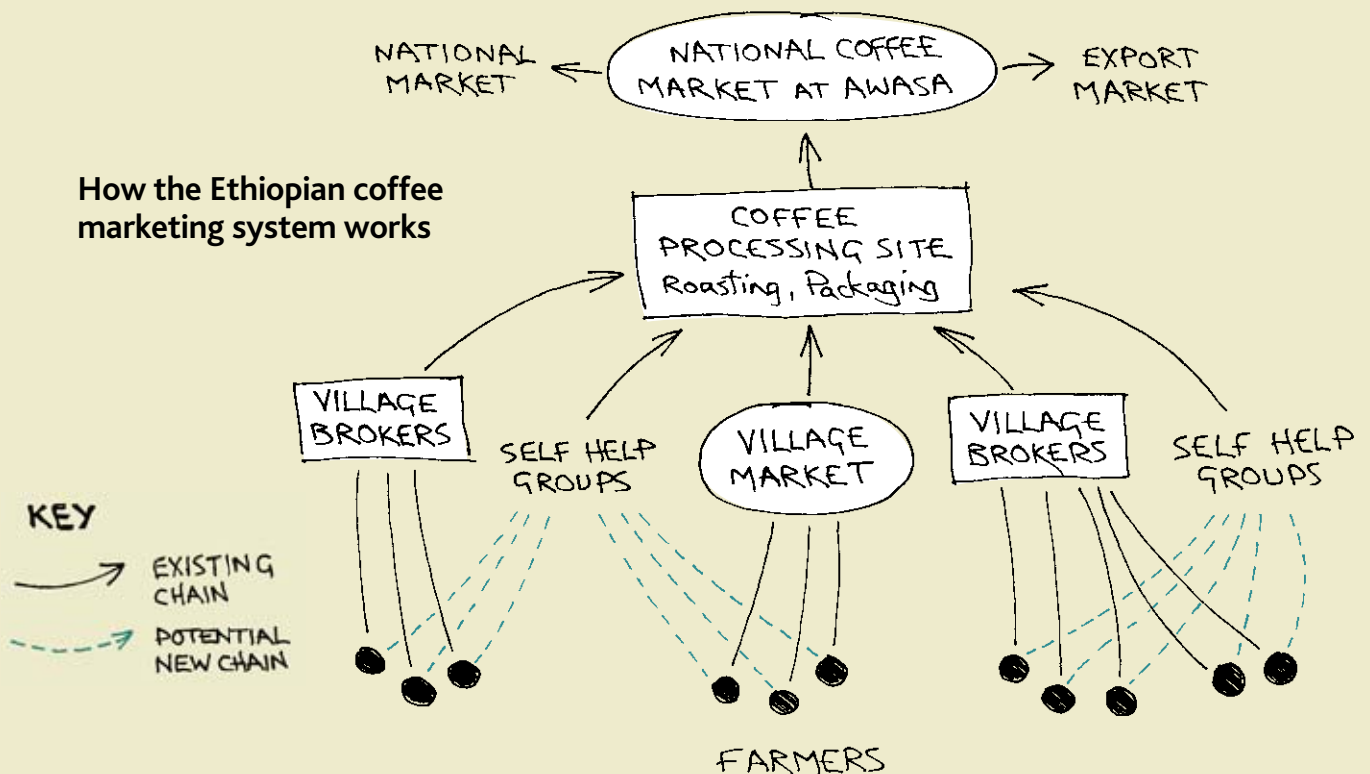 NATIONAL
MARKET
NATIONAL COFFEE
MARKET AT AWASA
EXPORT
MARKET
How the Ethiopian coffee
marketing system works
COFFEE
PROCESSING SITE
Roasting, Packaging
VILLAGE
BROKERS
SELF HELP
GROUPS
VILLAGE
MARKET
VILLAGE
BROKERS
SELF HELP
GROUPS
KEY
EXISTING
CHAIN
POTENTIAL
NEW CHAIN
FARMERS